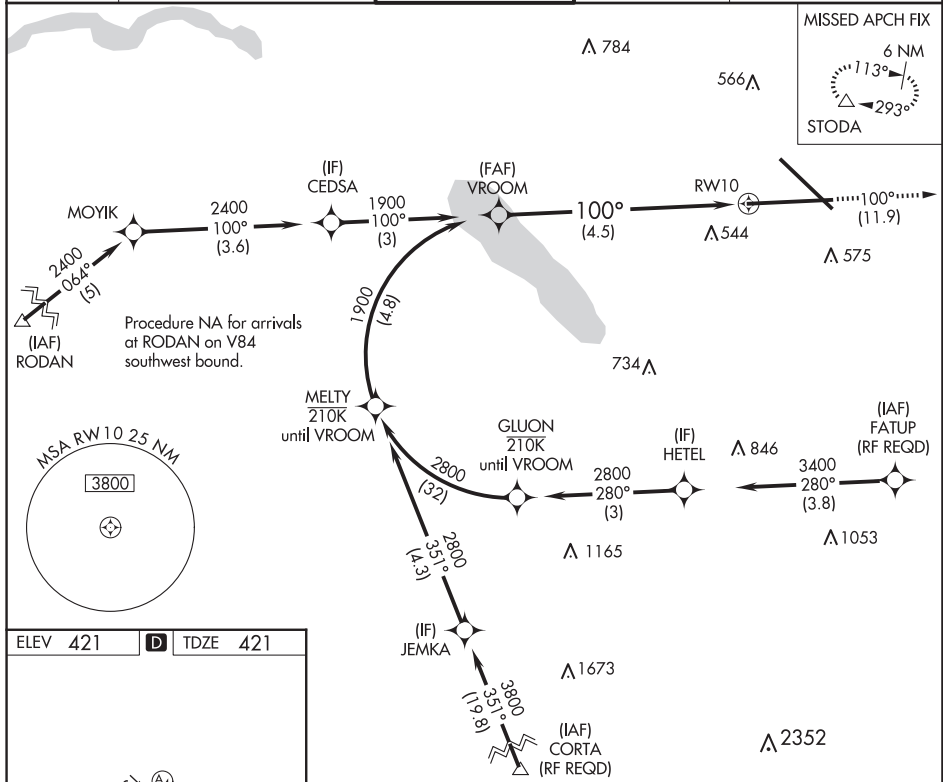 MISSED APCH FIX
6 NM
113°
293°
STODA
784
566
(IF)
CEDSA
(FAF)
VROOM
RW10
MOYIK
2400
100°
(3.6)
1900
100°
(3)
100°
(4.5)
100°
(11.9)
544
575
2400
064°
(5)
(IAF)
RODAN
Procedure NA for arrivals
at RODAN on V84
southwest bound.
1900
(4.8)
734
MELTY
210K
until VROOM
GLUON
210K
until VROOM
(IF)
HETEL
846
(IAF)
FATUP
(RF REQD)
MSA RW10 25 NM
3800
2800
(32)
2800
280°
(3)
3400
280°
(3.8)
1165
1053
2800
351°
(4.3)
(IF)
JEMKA
1673
3800
351°
(19.8)
(IAF)
CORTA
(RF REQD)
2352
ELEV 421 D TDZE 421